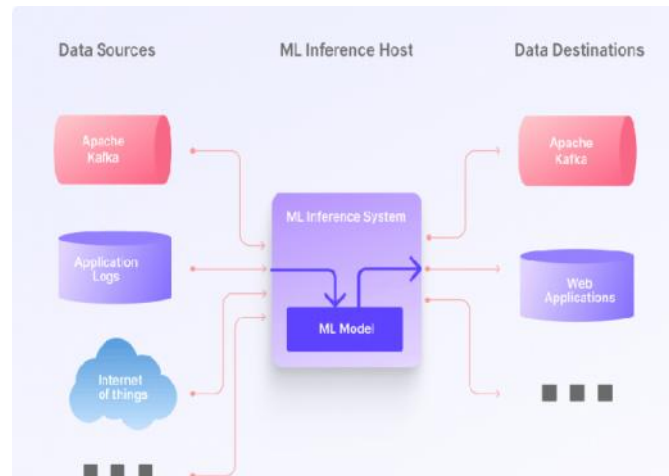 Data Sources
ML Inference Host
Data Destinations
Apache
Kafka
Apache
Kafka
ML Inference System
Application
Logs
Web
Applications
ML Model
Internet
of things